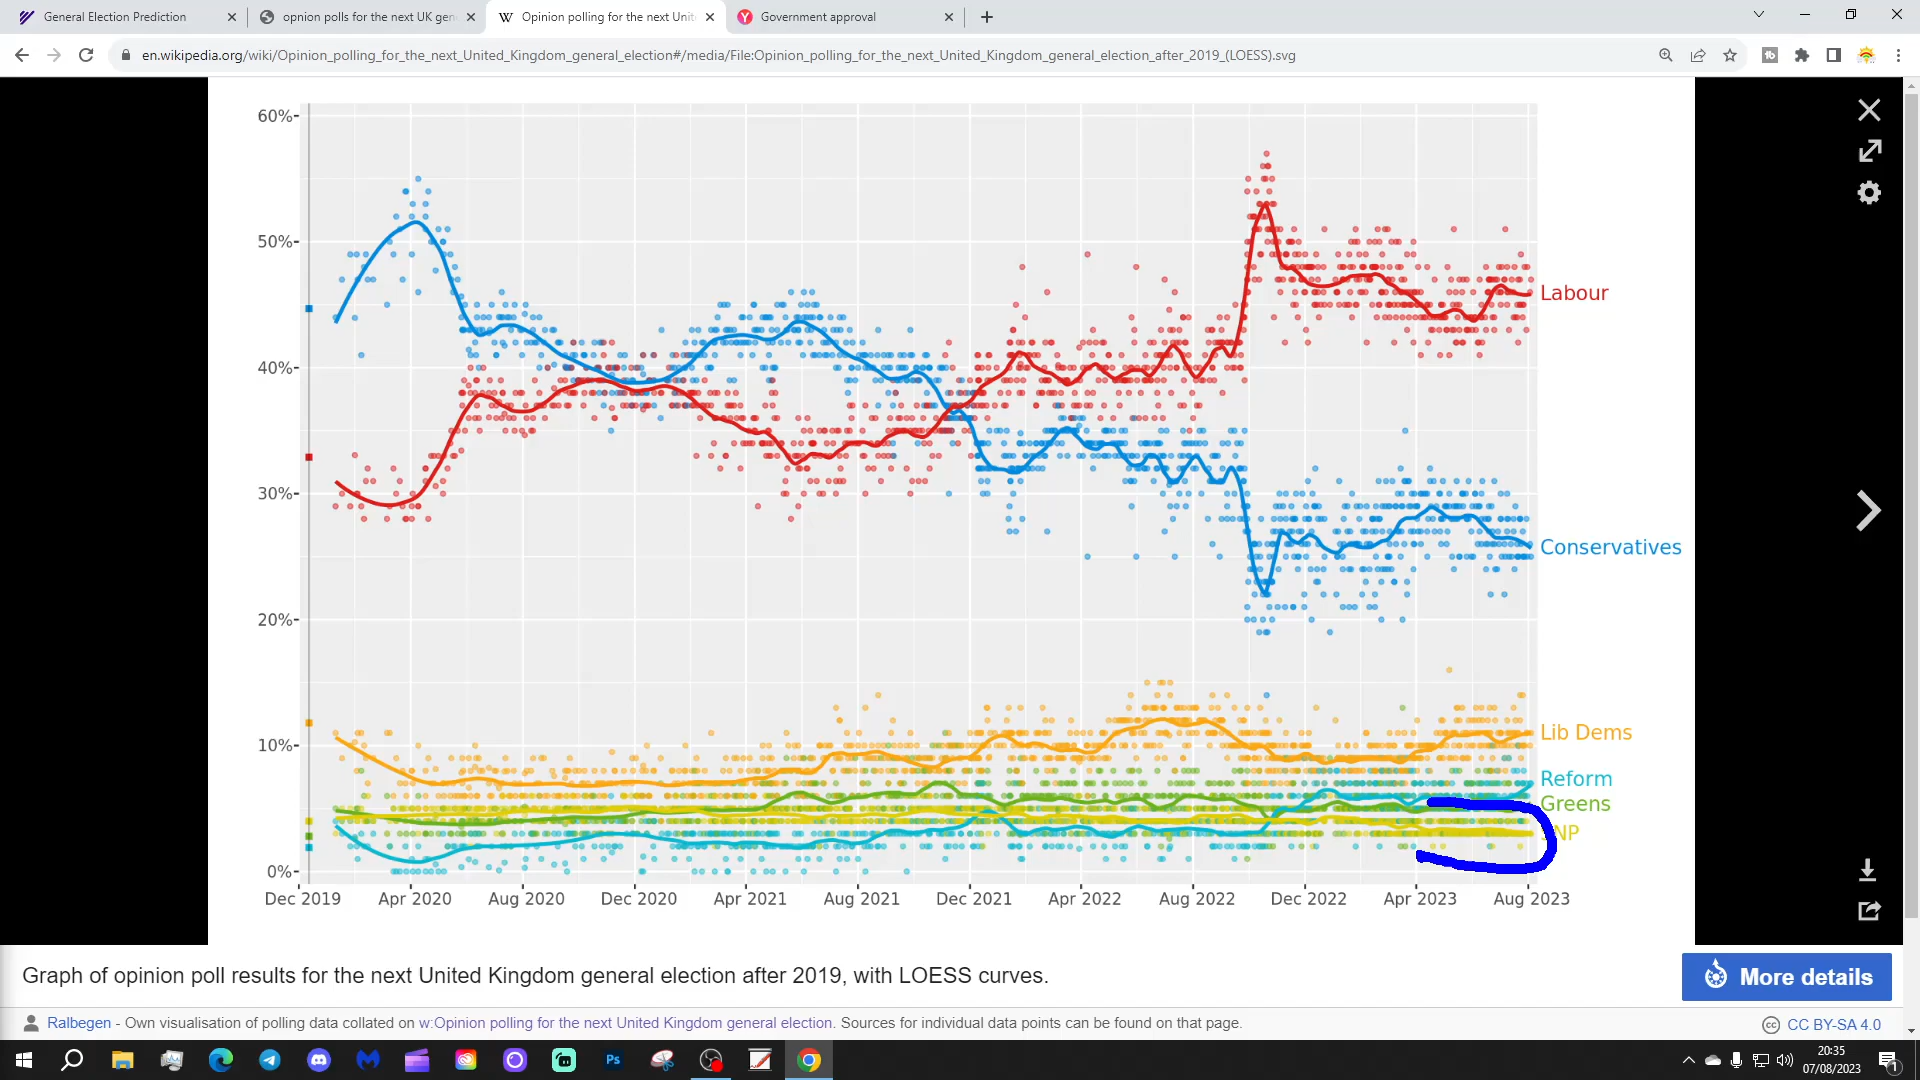 General Election Prediction
opnion polls for the next UK gen
Opinion polling for the next Unit
Government approval
en.wikipedia.org/wiki/Opinion_polling_for_the_next_United_Kingdom_general_election#/media/File:Opinion_polling_for_the_next_United_Kingdom_general_election_after_2019_(LOESS).svg
60%
50%
Labour
40%
30%
Conservatives
20%
10%
Lib Dems
Reform
Greens
NP
0%
Dec 2019 Apr 2020 Aug 2020 Dec 2020 Apr 2021 Aug 2021 Dec 2021 Apr 2022 Aug 2022 Dec 2022 Apr 2023 Aug 2023
Graph of opinion poll results for the next United Kingdom general election after 2019, with LOESS curves.
More details
Ralbegen - Own visualisation of polling data collated on w:Opinion polling for the next United Kingdom general election. Sources for individual data points can be found on that page.
cc CC BY-SA 4.0
Ps
20:35
07/08/2023
1